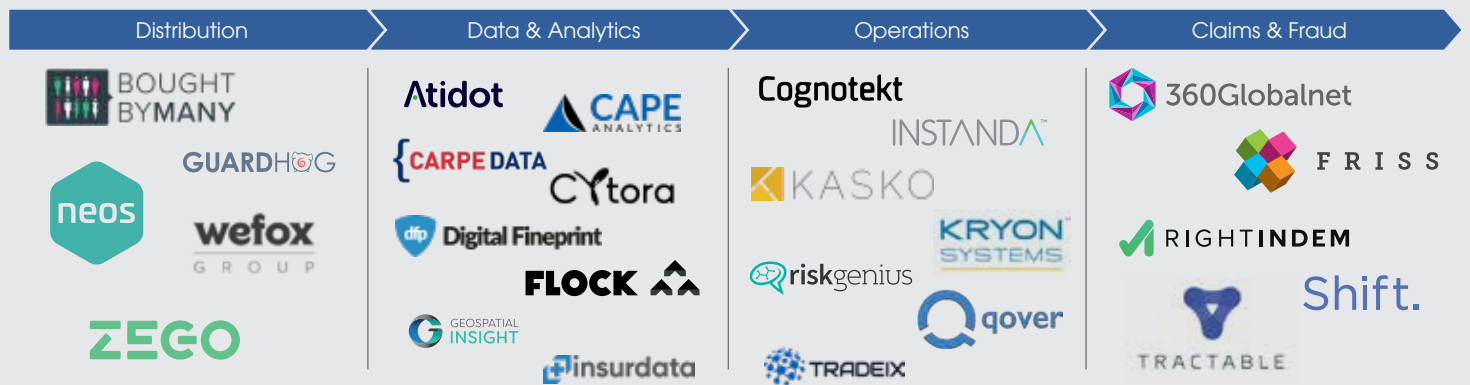 Distribution
Data & Analytics
Operations
Claims & Fraud
BOUGHT
BYMANY
GUARDHOG
neos
wefox
GROUP
ZEGO
Atidot
CAPE
ANALYTICS
{CARPE DATA
CYtora
dfp Digital Fineprint
FLOCK
GEOSPATIAL
INSIGHT
insurdata
Cognotekt
INSTANDA™
KASKO
KRYON
SYSTEMS
riskgenius
qover
TRADEIX
360Globalnet
FRISS
RIGHTINDEM
Shift.
TRACTABLE